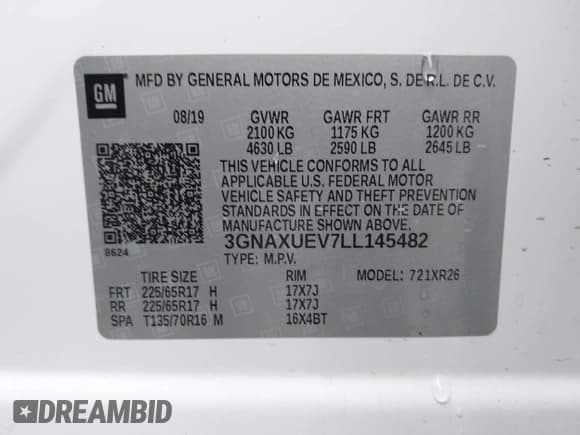 GM
MFD BY GENERAL MOTORS DE MEXICO, S. DE R.L. DE C.V.
08/19 GVWR GAWR FRT GAWR RR
2100 KG 1175 KG 1200 KG
4630 LB 2590 LB 2645 LB
THIS VEHICLE CONFORMS TO ALL
APPLICABLE U.S. FEDERAL MOTOR
VEHICLE SAFETY AND THEFT PREVENTION
STANDARDS IN EFFECT ON THE DATE OF
MANUFACTURE SHOWN ABOVE.
8624
3GNAXUEV7LL145482
TYPE: M.P.V.
TIRE SIZE RIM MODEL: 721XR26
FRT 225/65R17 H 17X7J
RR 225/65R17 H 17X7J
SPA T135/70R16 M 16X4BT
DREAMBID